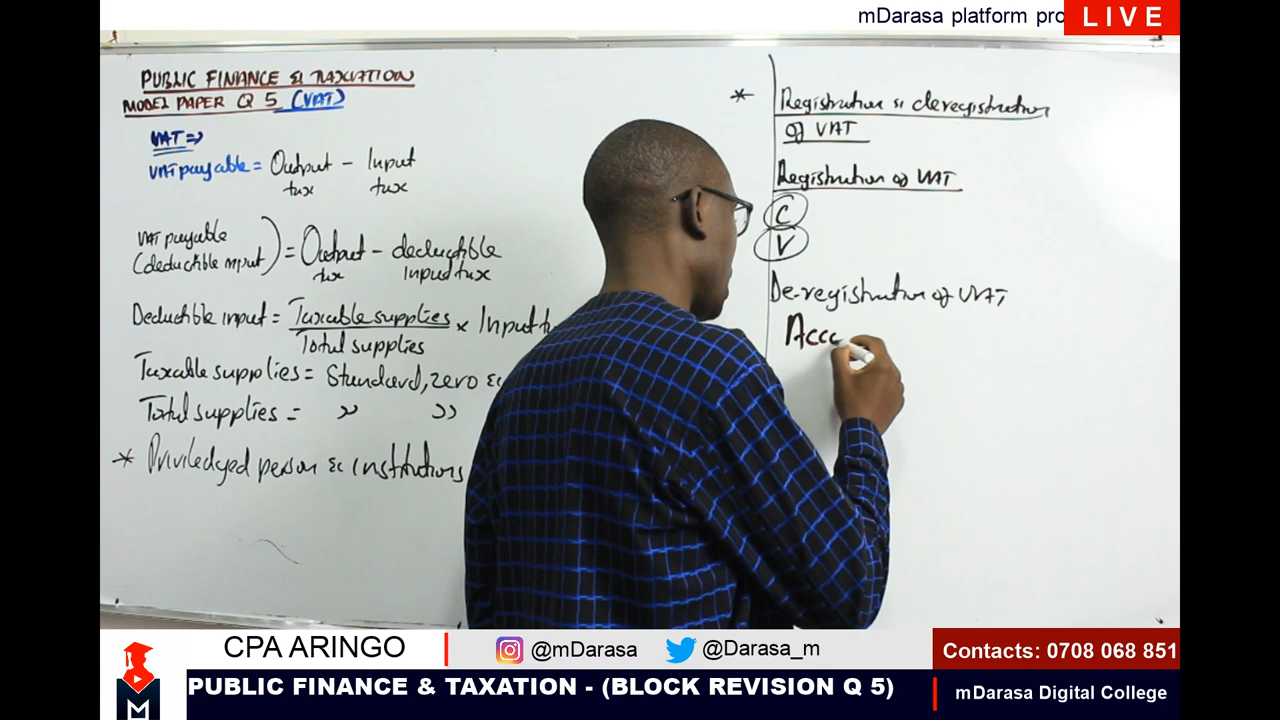 mDarasa platform pro
LIVE
PUBLIC FINANCE & TAXATION
MODEL PAPER Q 5 (VAT)
VAT =>
VAT payable = Output tax - Input tax
VAT payable (deductible input) = Output tax - deductible input tax
Deductible input = Taxable supplies / Total supplies × Input t
Taxable supplies = Standard, zero &
Total supplies = " "
* Priviledged person & institutions
* Registration & deregistration
of VAT
Registration of VAT
C
V
De-registration of VAT
Acco
CPA ARINGO
@mDarasa
@Darasa_m
Contacts: 0708 068 851
M
PUBLIC FINANCE & TAXATION - (BLOCK REVISION Q 5)
mDarasa Digital College